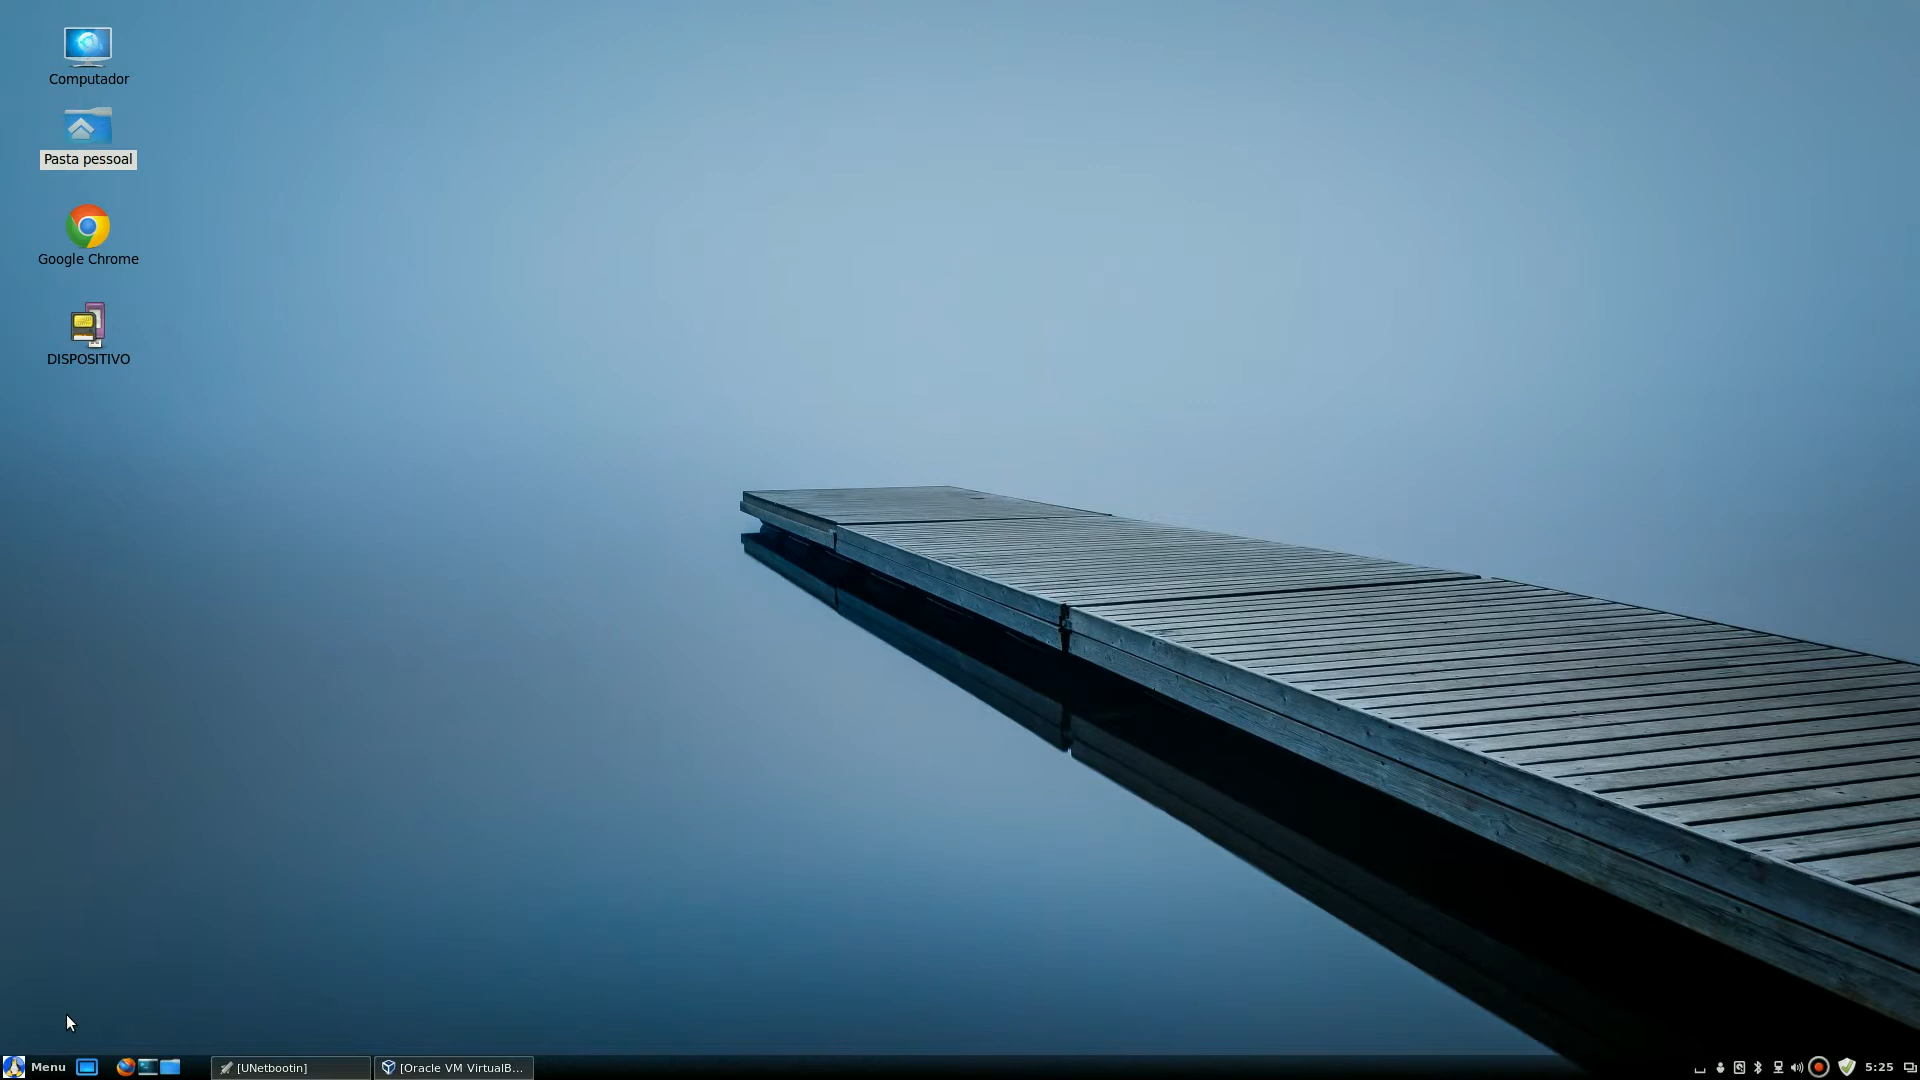 Computador
Pasta pessoal
Google Chrome
DISPOSITIVO
Menu
[UNetbootin]
[Oracle VM VirtualB...
5:25